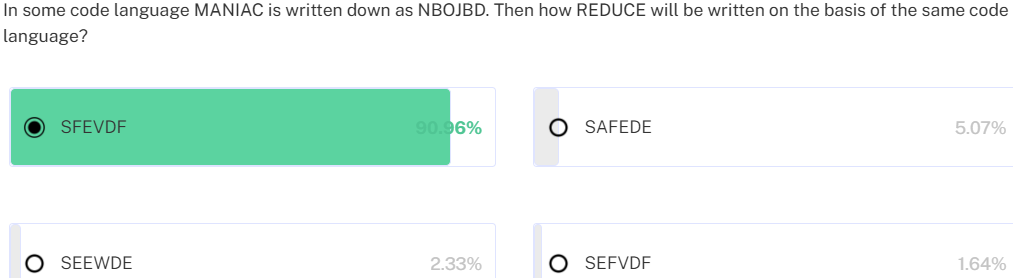 In some code language MANIAC is written down as NBOJBD. Then how REDUCE will be written on the basis of the same code
language?
SFEVDF 90.96%
SAFEDE 5.07%
SEEWDE 2.33%
SEFVDF 1.64%